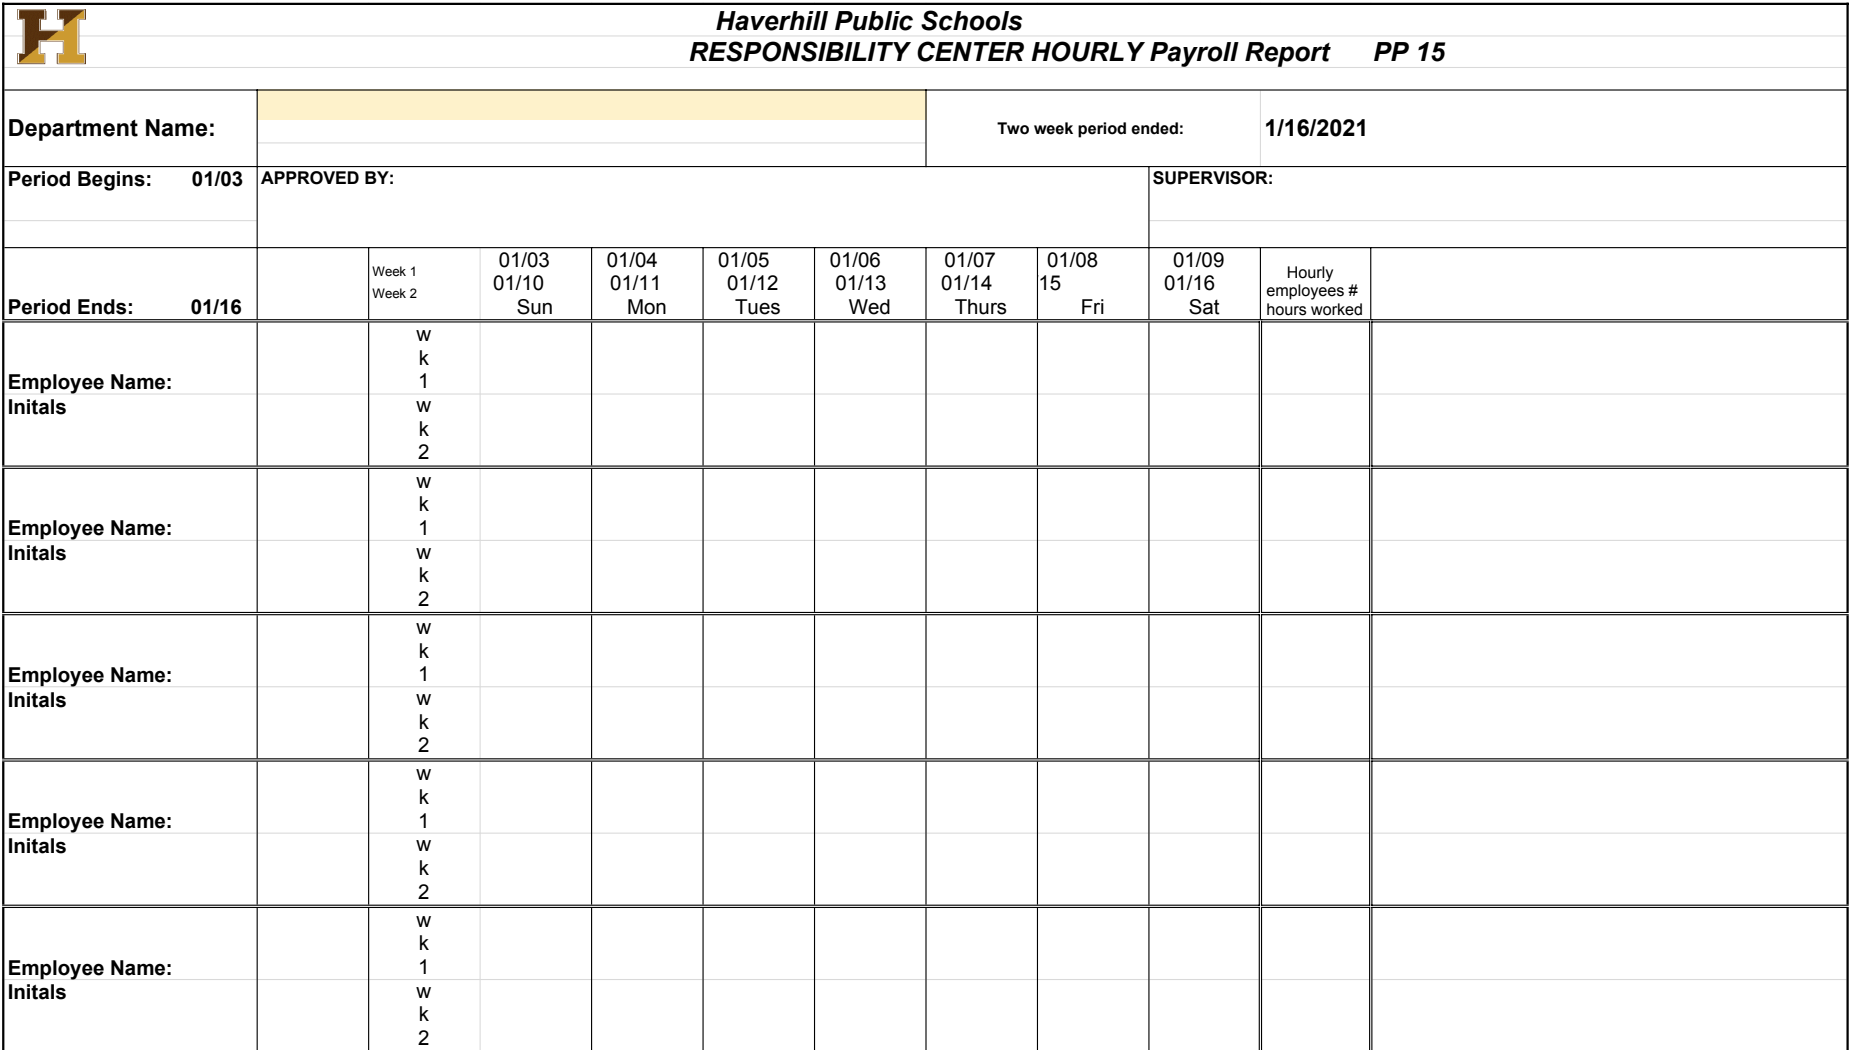 H
Haverhill Public Schools
RESPONSIBILITY CENTER HOURLY Payroll Report PP 15
Department Name:
Two week period ended: 1/16/2021
Period Begins: 01/03 APPROVED BY: SUPERVISOR:
Week 1 01/03 01/04 01/05 01/06 01/07 01/08 01/09
Week 2 01/10 01/11 01/12 01/13 01/14 15 01/16
Period Ends: 01/16 Sun Mon Tues Wed Thurs Fri Sat
Hourly
employees #
hours worked
w
k
1
Employee Name:
Initals
w
k
2
w
k
1
Employee Name:
Initals
w
k
2
w
k
1
Employee Name:
Initals
w
k
2
w
k
1
Employee Name:
Initals
w
k
2
w
k
1
Employee Name:
Initals
w
k
2